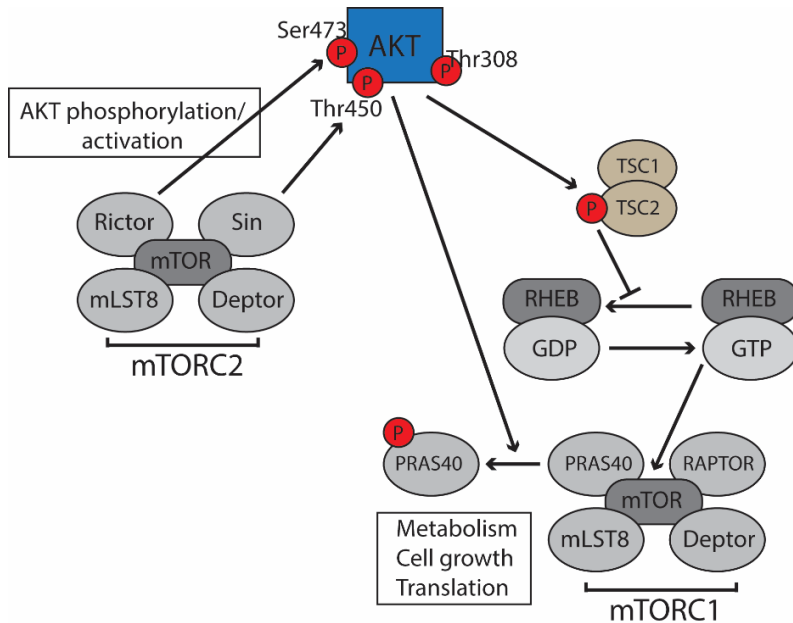 Ser473
P
AKT
P
Thr308
P
Thr450
AKT phosphorylation/
activation
TSC1
P
TSC2
Rictor
Sin
mTOR
mLST8
Deptor
mTORC2
RHEB
RHEB
GDP
GTP
P
PRAS40
PRAS40
RAPTOR
mTOR
mLST8
Deptor
Metabolism
Cell growth
Translation
mTORC1